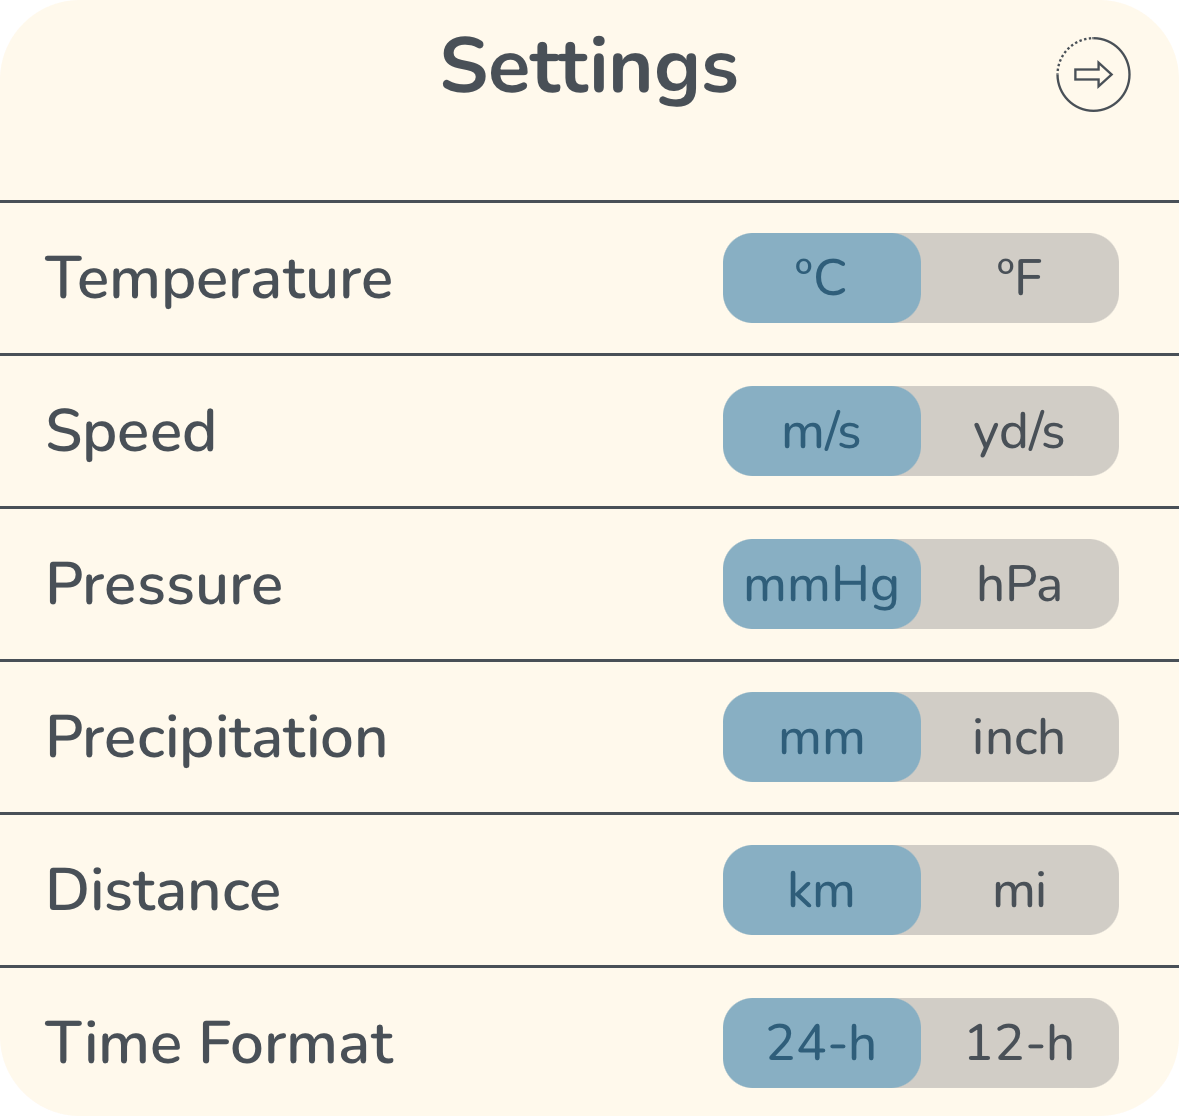 Settings
Temperature °C °F
Speed m/s yd/s
Pressure mmHg hPa
Precipitation mm inch
Distance km mi
Time Format 24-h 12-h